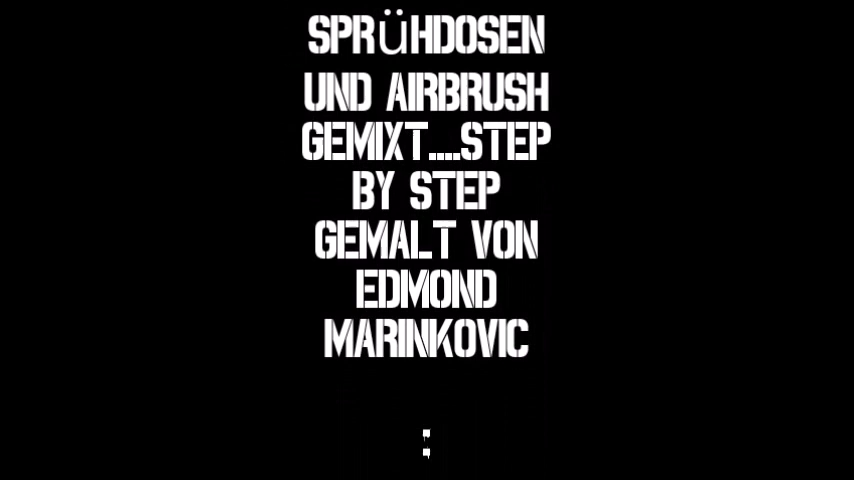 SPRüHDOSEN
UND AIRBRUSH
GEMIXT....STEP
BY STEP
GEMALT VON
EDMOND
MARINKOVIC
: